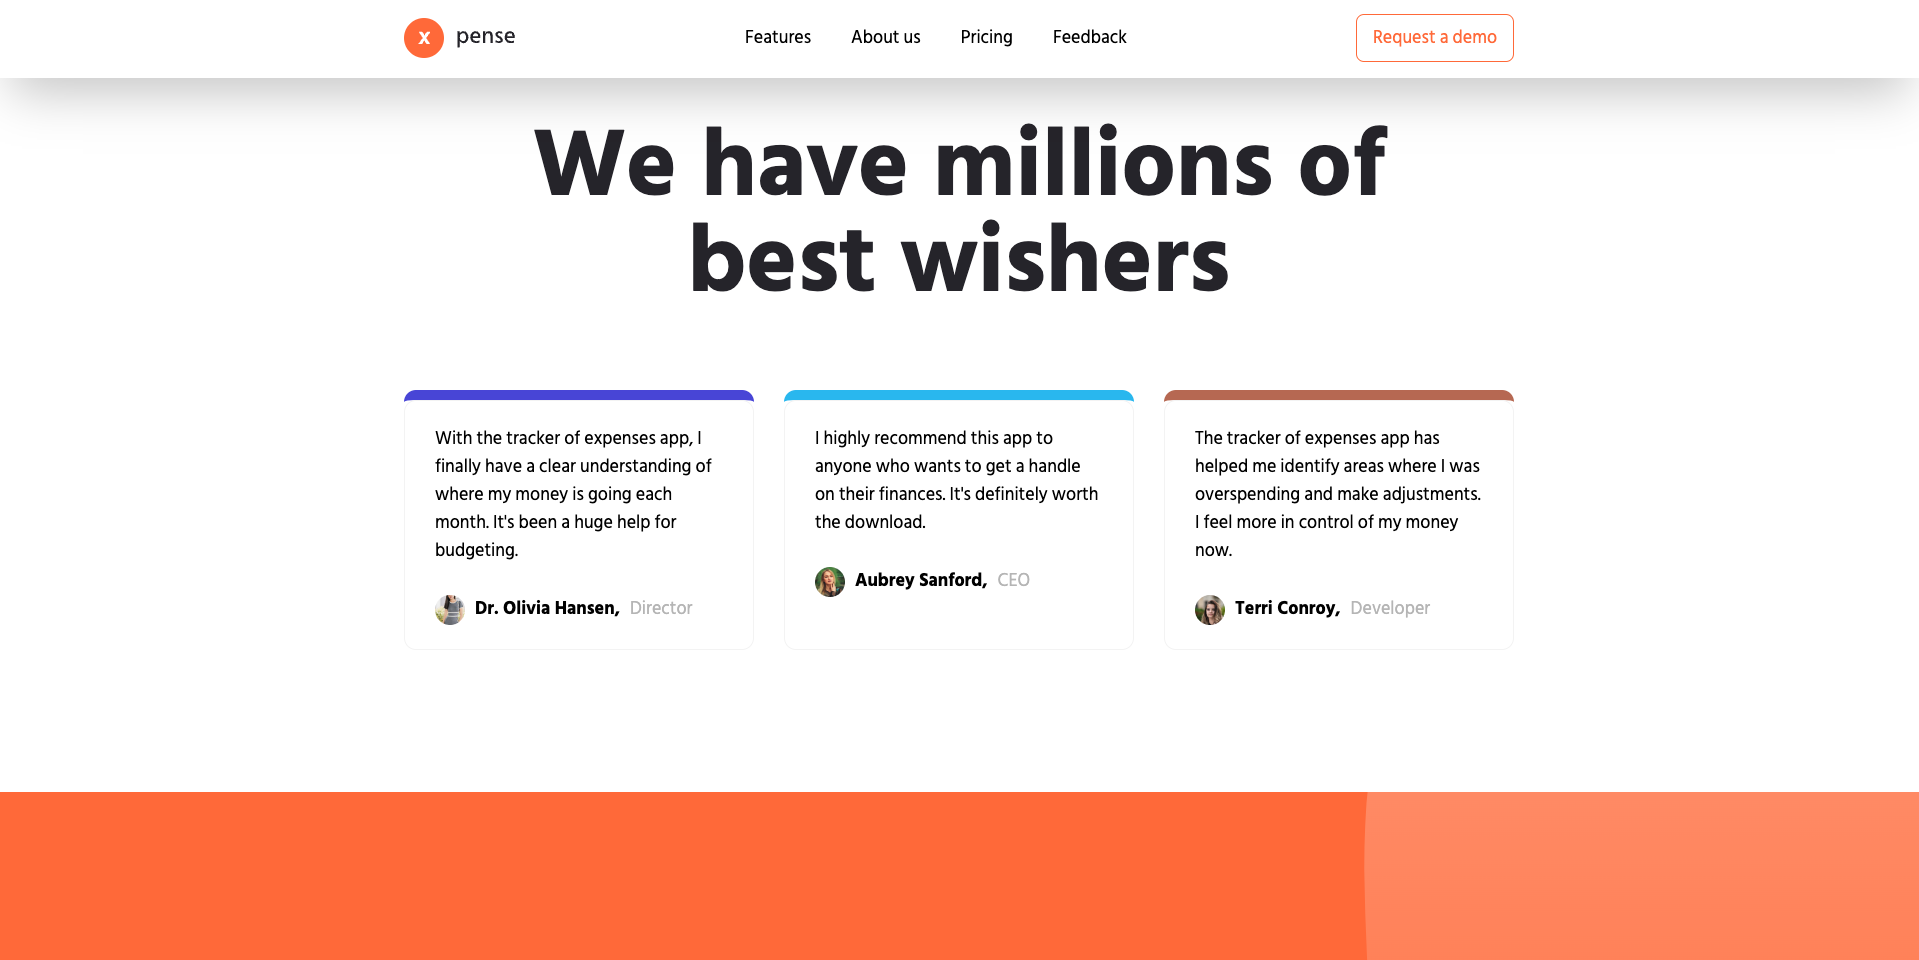 x pense
Features About us Pricing Feedback
Request a demo
We have millions of
best wishers
With the tracker of expenses app, I
finally have a clear understanding of
where my money is going each
month. It's been a huge help for
budgeting.
Dr. Olivia Hansen, Director
I highly recommend this app to
anyone who wants to get a handle
on their finances. It's definitely worth
the download.
Aubrey Sanford, CEO
The tracker of expenses app has
helped me identify areas where I was
overspending and make adjustments.
I feel more in control of my money
now.
Terri Conroy, Developer